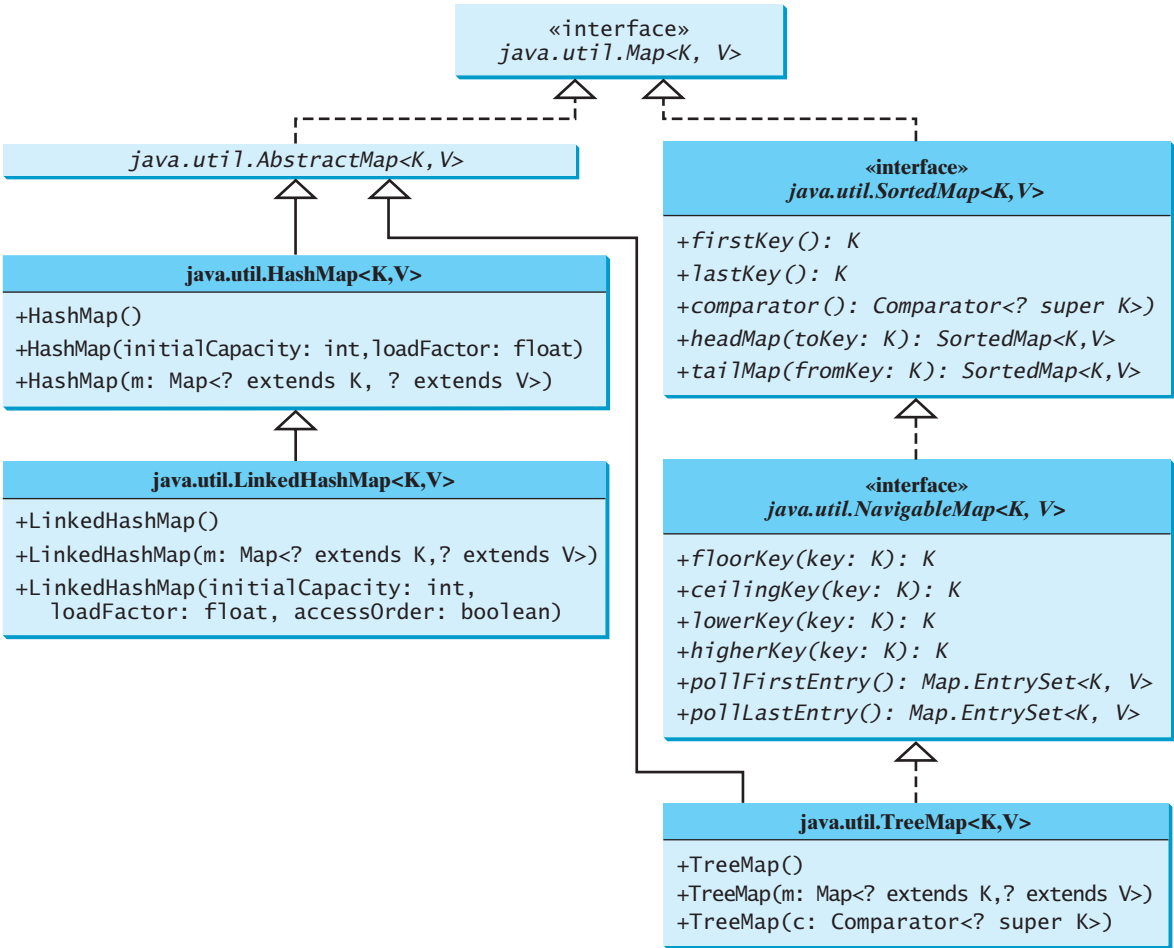 «interface»
java.util.Map<K, V>
java.util.AbstractMap<K,V>
java.util.HashMap<K,V>
+HashMap()
+HashMap(initialCapacity: int,loadFactor: float)
+HashMap(m: Map<? extends K, ? extends V>)
java.util.LinkedHashMap<K,V>
+LinkedHashMap()
+LinkedHashMap(m: Map<? extends K,? extends V>)
+LinkedHashMap(initialCapacity: int,
loadFactor: float, accessOrder: boolean)
«interface»
java.util.SortedMap<K,V>
+firstKey(): K
+lastKey(): K
+comparator(): Comparator<? super K>)
+headMap(toKey: K): SortedMap<K,V>
+tailMap(fromKey: K): SortedMap<K,V>
«interface»
java.util.NavigableMap<K, V>
+floorKey(key: K): K
+ceilingKey(key: K): K
+lowerKey(key: K): K
+higherKey(key: K): K
+pollFirstEntry(): Map.EntrySet<K, V>
+pollLastEntry(): Map.EntrySet<K, V>
java.util.TreeMap<K,V>
+TreeMap()
+TreeMap(m: Map<? extends K,? extends V>)
+TreeMap(c: Comparator<? super K>)